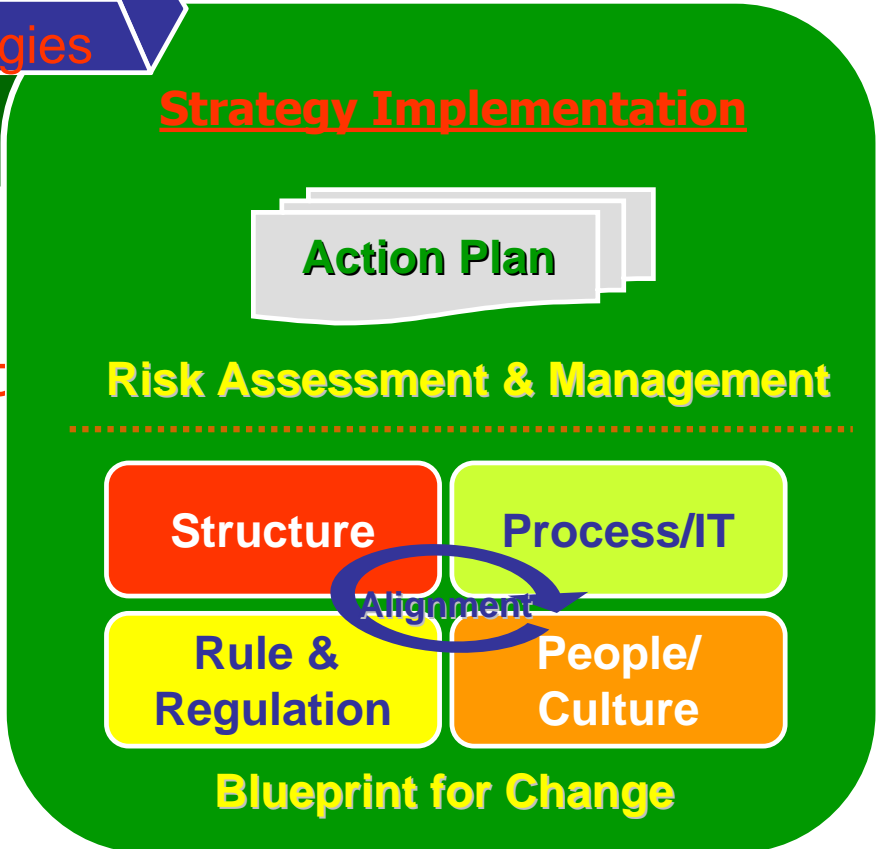 gies
Strategy Implementation
Action Plan
Risk Assessment & Management
Structure
Process/IT
Alignment
Rule &
Regulation
People/
Culture
Blueprint for Change